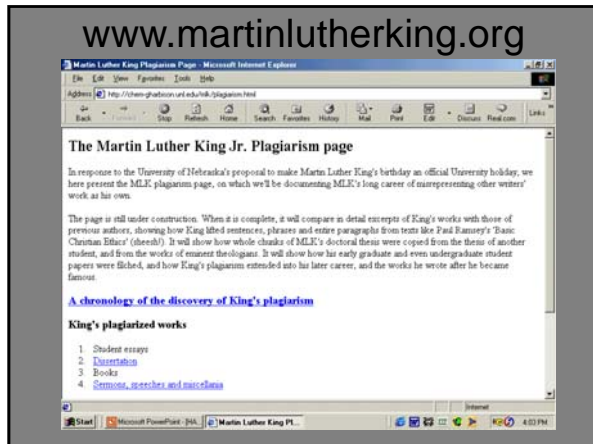 www.martinlutherking.org
Martin Luther King Plagiarism Page - Microsoft Internet Explorer
File Edit View Favorites Tools Help
Address http://chem-gharbison.unl.edu/mlk/plagiarism.html
Back Forward Stop Refresh Home Search Favorites History Mail Print Edit Discuss Real.com Links
The Martin Luther King Jr. Plagiarism page
In response to the University of Nebraska's proposal to make Martin Luther King's birthday an official University holiday, we
here present the MLK plagiarism page, on which we'll be documenting MLK's long career of misrepresenting other writers'
work as his own.
The page is still under construction. When it is complete, it will compare in detail excerpts of King's works with those of
previous authors, showing how King lifted sentences, phrases and entire paragraphs from texts like Paul Ramsey's 'Basic
Christian Ethics' (sheesh!). It will show how whole chunks of MLK's doctoral thesis were copied from the thesis of another
student, and from the works of eminent theologians. It will show how his early graduate and even undergraduate student
papers were filched, and how King's plagiarism extended into his later career, and the works he wrote after he became
famous.
A chronology of the discovery of King's plagiarism
King's plagiarized works
1. Student essays
2. Dissertation
3. Books
4. Sermons, speeches and miscellania
Internet
Start Microsoft PowerPoint - [HA... Martin Luther King Pl... 4:03 PM